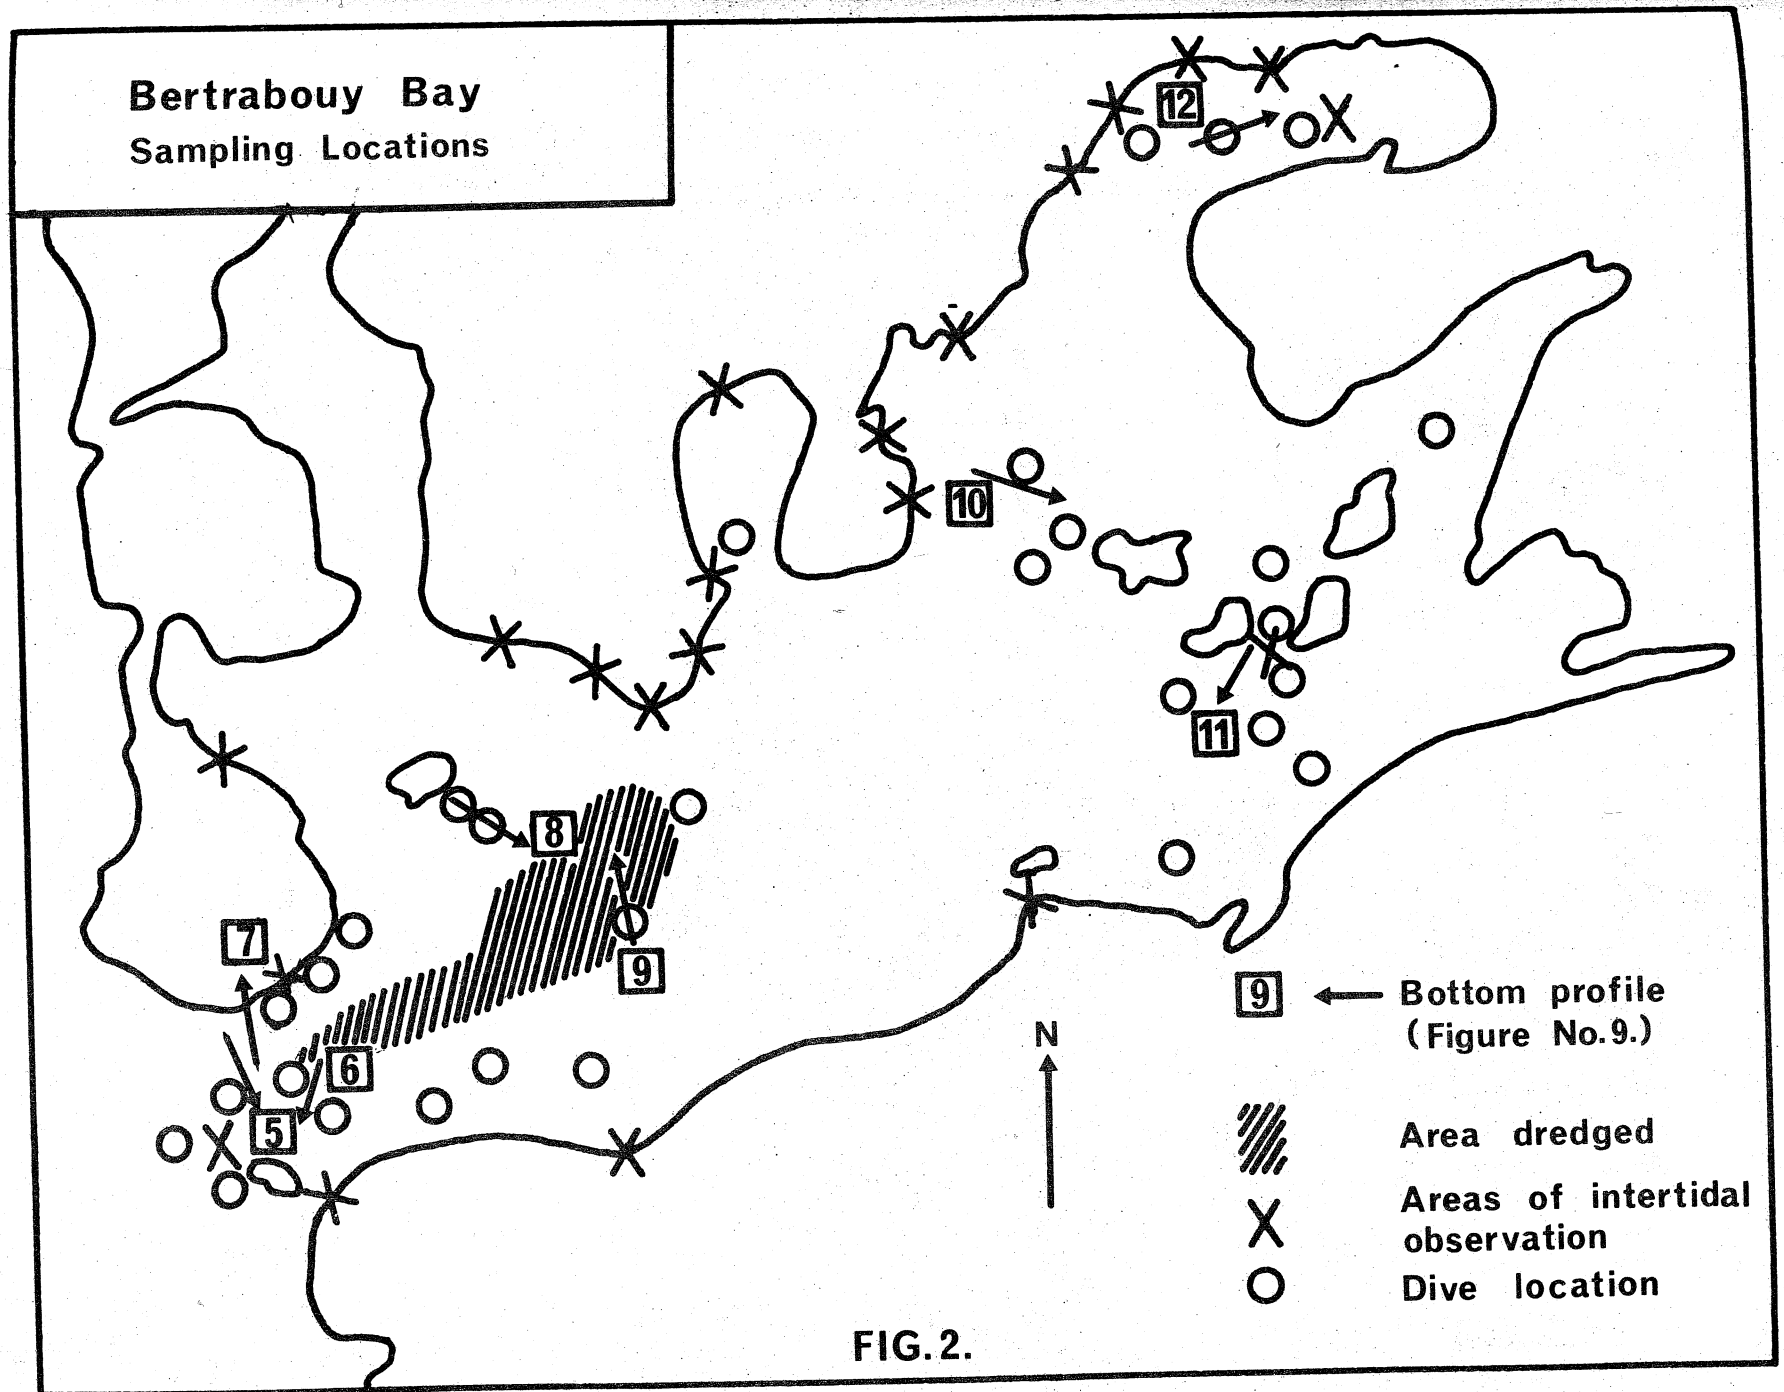 Bertrabouy Bay
Sampling Locations
12
10
11
8
7
9
6
5
9 Bottom profile
(Figure No.9.)
N
Area dredged
Areas of intertidal
observation
Dive location
FIG.2.